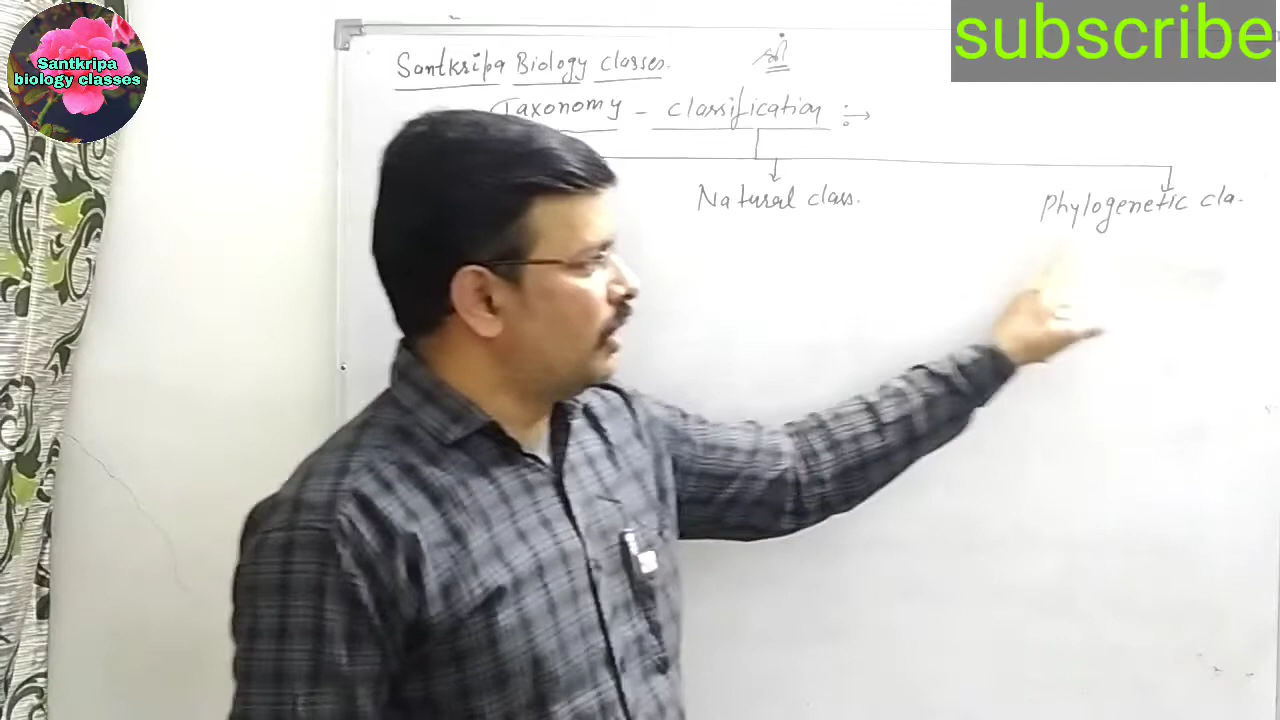 Santkripa
biology classes
subscribe
Santkripa Biology classes.
श्री
Taxonomy - classification :→
Natural class.
Phylogenetic cla.